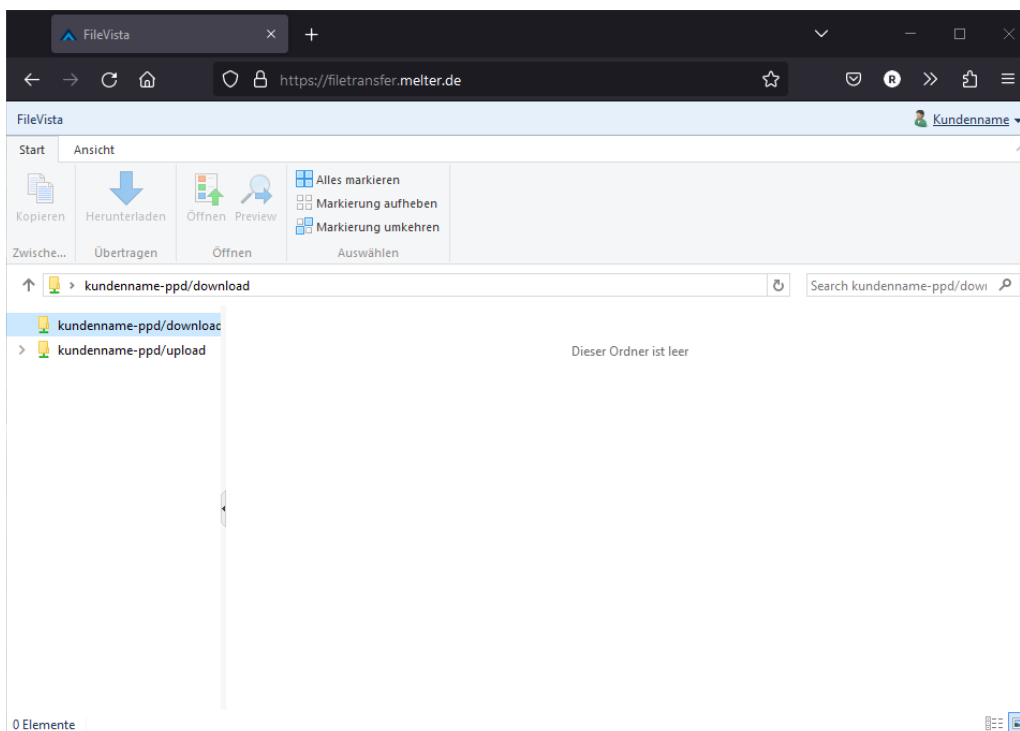 FileVista
https://filetransfer.melter.de
R
FileVista
Kundenname
Start Ansicht
Kopieren Herunterladen Öffnen Preview
Alles markieren
Markierung aufheben
Markierung umkehren
Zwische... Übertragen Öffnen Auswählen
kundenname-ppd/download
Search kundenname-ppd/dow
kundenname-ppd/download
kundenname-ppd/upload
Dieser Ordner ist leer
0 Elemente